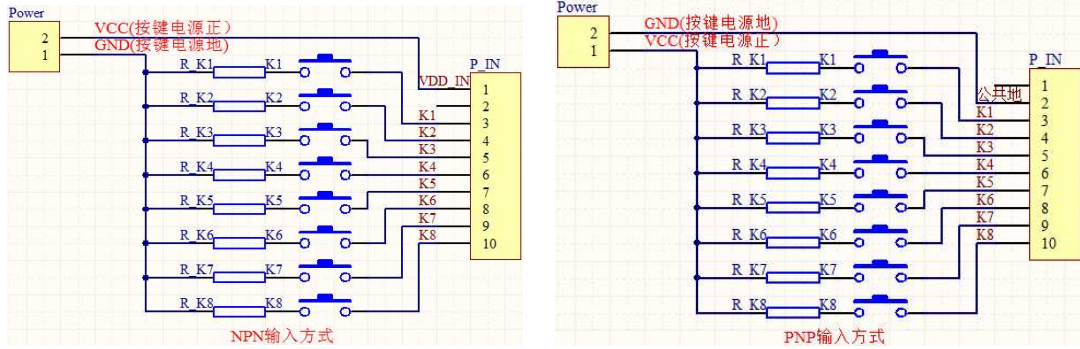 Power
VCC(按键电源正)
2
GND(按键电源地)
1
P_IN
R_K1 K1
VDD_IN
1
R_K2 K2
2
K1
3
R_K3 K3
K2
4
K3
5
R_K4 K4
K4
6
R_K5 K5
K5
7
K6
8
R_K6 K6
K7
9
R_K7 K7
K8
10
R_K8 K8
NPN输入方式
Power
GND(按键电源地)
2
VCC(按键电源正)
1
P_IN
R_K1 K1
1
公共地
2
R_K2 K2
K1
3
K2
4
R_K3 K3
K3
5
R_K4 K4
K4
6
K5
7
R_K5 K5
K6
8
R_K6 K6
K7
9
K8
10
R_K7 K7
R_K8 K8
PNP输入方式